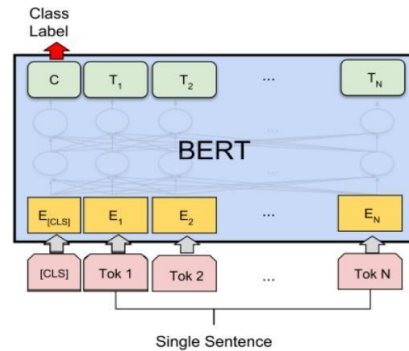 Class
Label
C T1 T2 ... TN
...
BERT
...
E[CLS] E1 E2 ... EN
[CLS] Tok 1 Tok 2 ... Tok N
Single Sentence